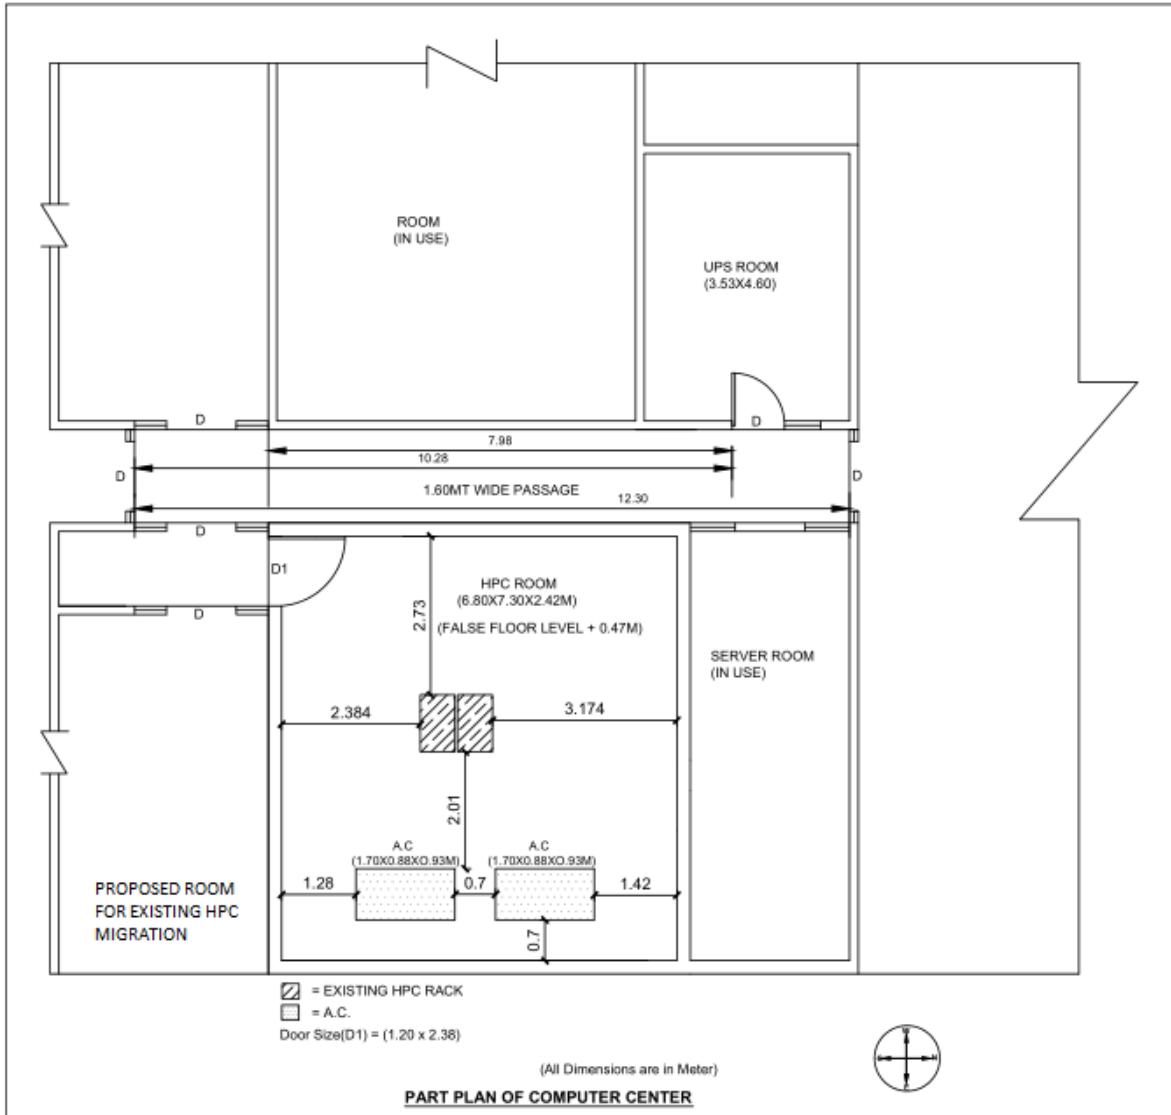 ROOM
(IN USE)
UPS ROOM
(3.53X4.60)
D
D
7.98
10.28
D
D
1.60MT WIDE PASSAGE
12.30
D
D1
HPC ROOM
(6.80X7.30X2.42M)
2.73
(FALSE FLOOR LEVEL + 0.47M)
D
SERVER ROOM
(IN USE)
2.384
3.174
2.01
A.C
(1.70X0.88XO.93M)
A.C
(1.70X0.88XO.93M)
1.28
0.7
1.42
PROPOSED ROOM
FOR EXISTING HPC
MIGRATION
0.7
= EXISTING HPC RACK
= A.C.
Door Size(D1) = (1.20 x 2.38)
(All Dimensions are in Meter)
PART PLAN OF COMPUTER CENTER